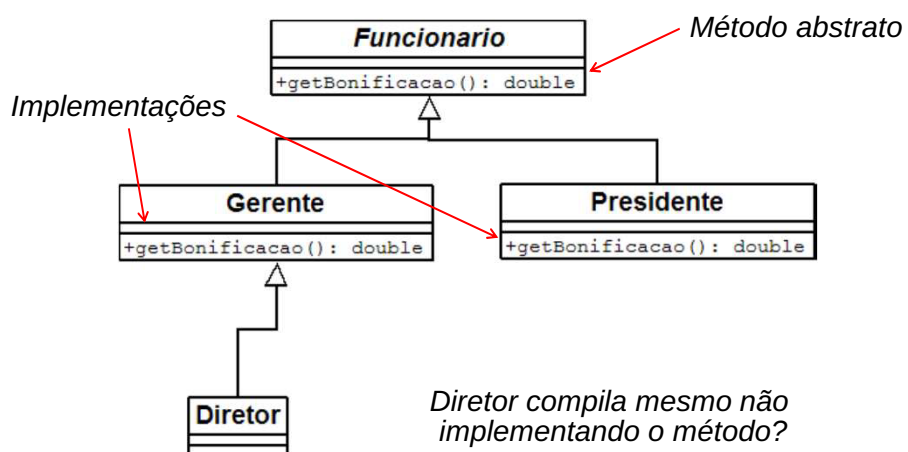 Funcionario
Método abstrato
+getBonificacao(): double
Implementações
Gerente
Presidente
+getBonificacao(): double
+getBonificacao(): double
Diretor
Diretor compila mesmo não
implementando o método?